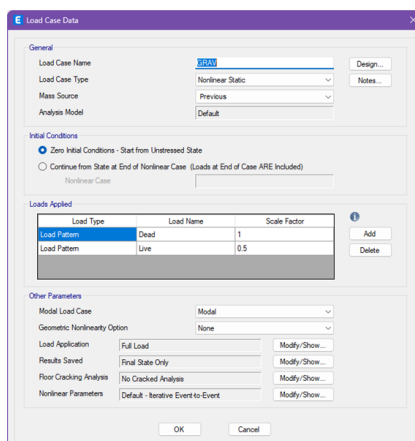 E Load Case Data
General
Load Case Name GRAV Design...
Load Case Type Nonlinear Static Notes...
Mass Source Previous
Analysis Model Default
Initial Conditions
Zero Initial Conditions - Start from Unstressed State
Continue from State at End of Nonlinear Case (Loads at End of Case ARE Included)
Nonlinear Case
Loads Applied
Load Type Load Name Scale Factor
Load Pattern Dead 1 Add
Load Pattern Live 0.5 Delete
Other Parameters
Modal Load Case Modal
Geometric Nonlinearity Option None
Load Application Full Load Modify/Show...
Results Saved Final State Only Modify/Show...
Floor Cracking Analysis No Cracked Analysis Modify/Show...
Nonlinear Parameters Default - Iterative Event-to-Event Modify/Show...
OK Cancel